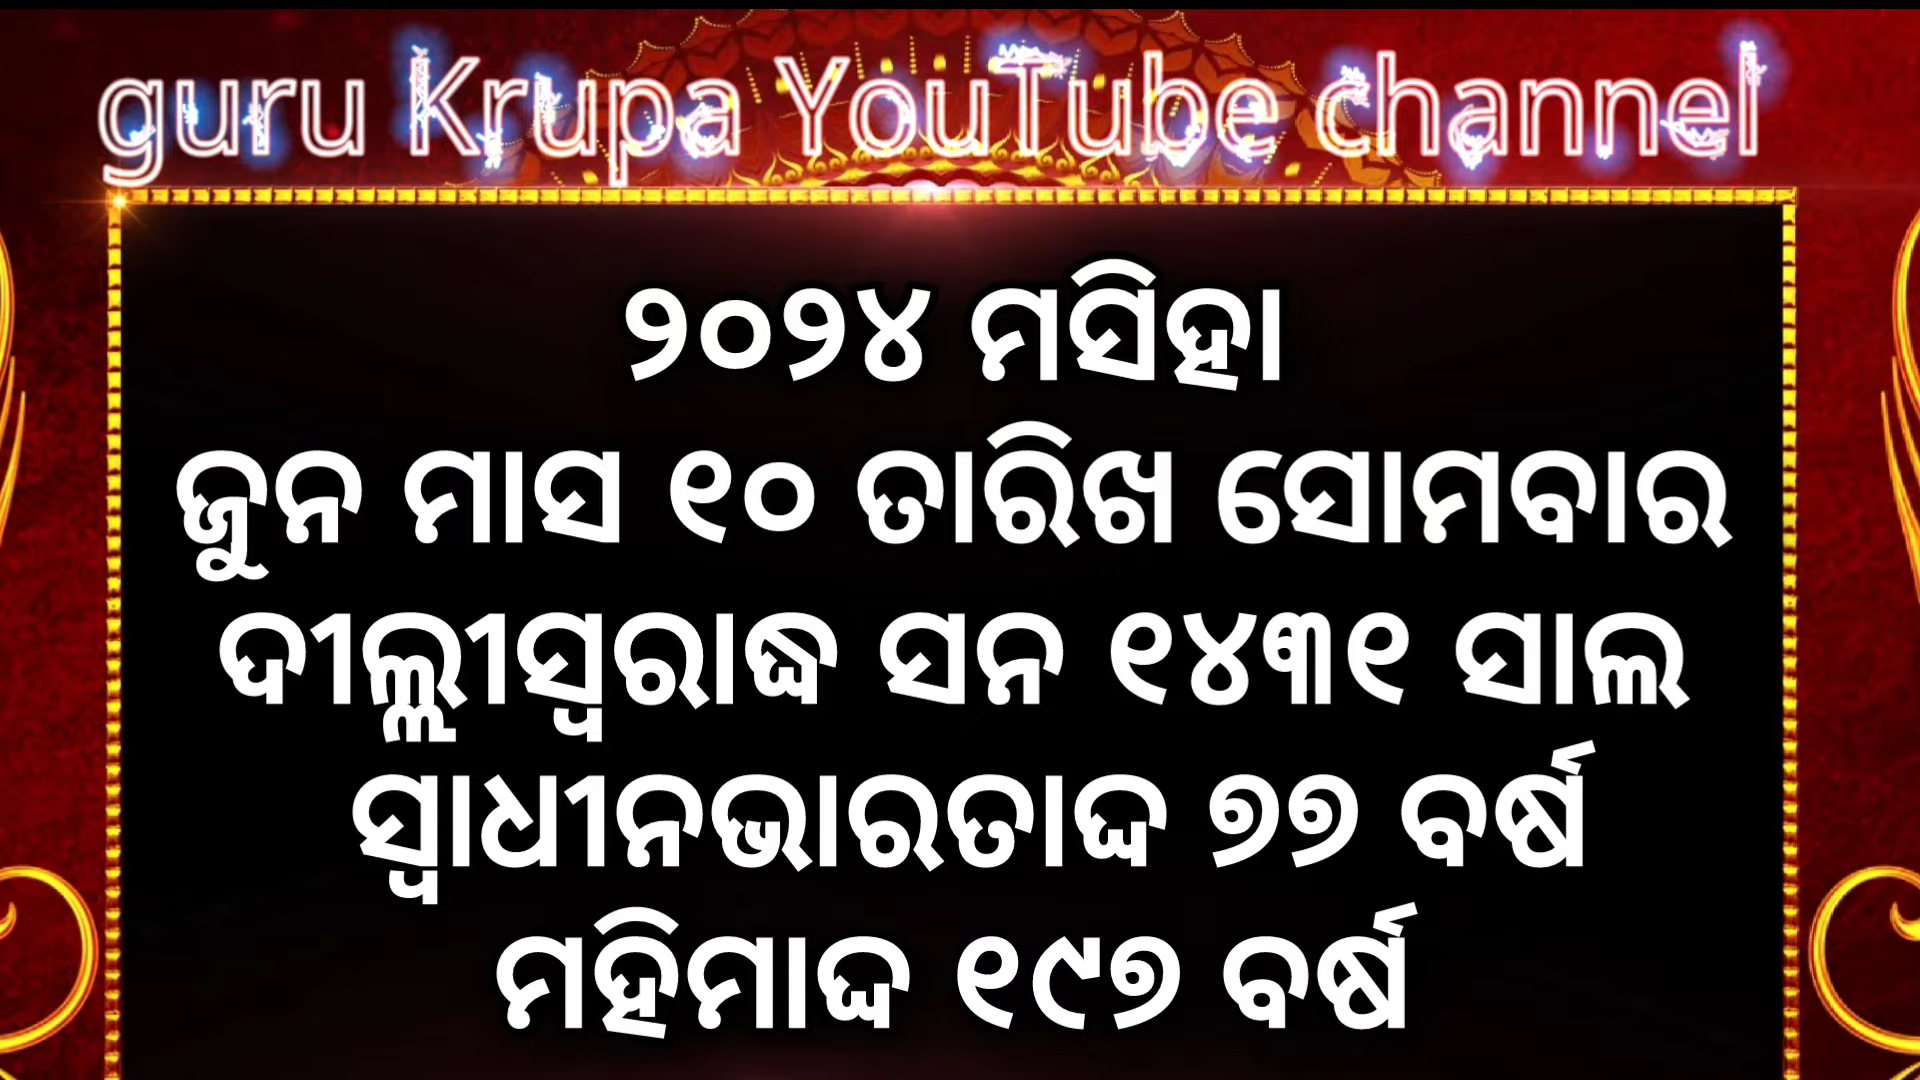 guru Krupa YouTube channel
୨୦୨୪ ମସିହା
ଜୁନ ମାସ ୧୦ ତାରିଖ ସୋମବାର
ଦୀଲ୍ଲୀସ୍ୱରାଦ୍ଧ ସନ ୧୪୩୧ ସାଲ
ସ୍ୱାଧୀନଭାରତାଦ୍ଦ ୭୭ ବର୍ଷ
ମହିମାଦ୍ଦ ୧୯୭ ବର୍ଷ